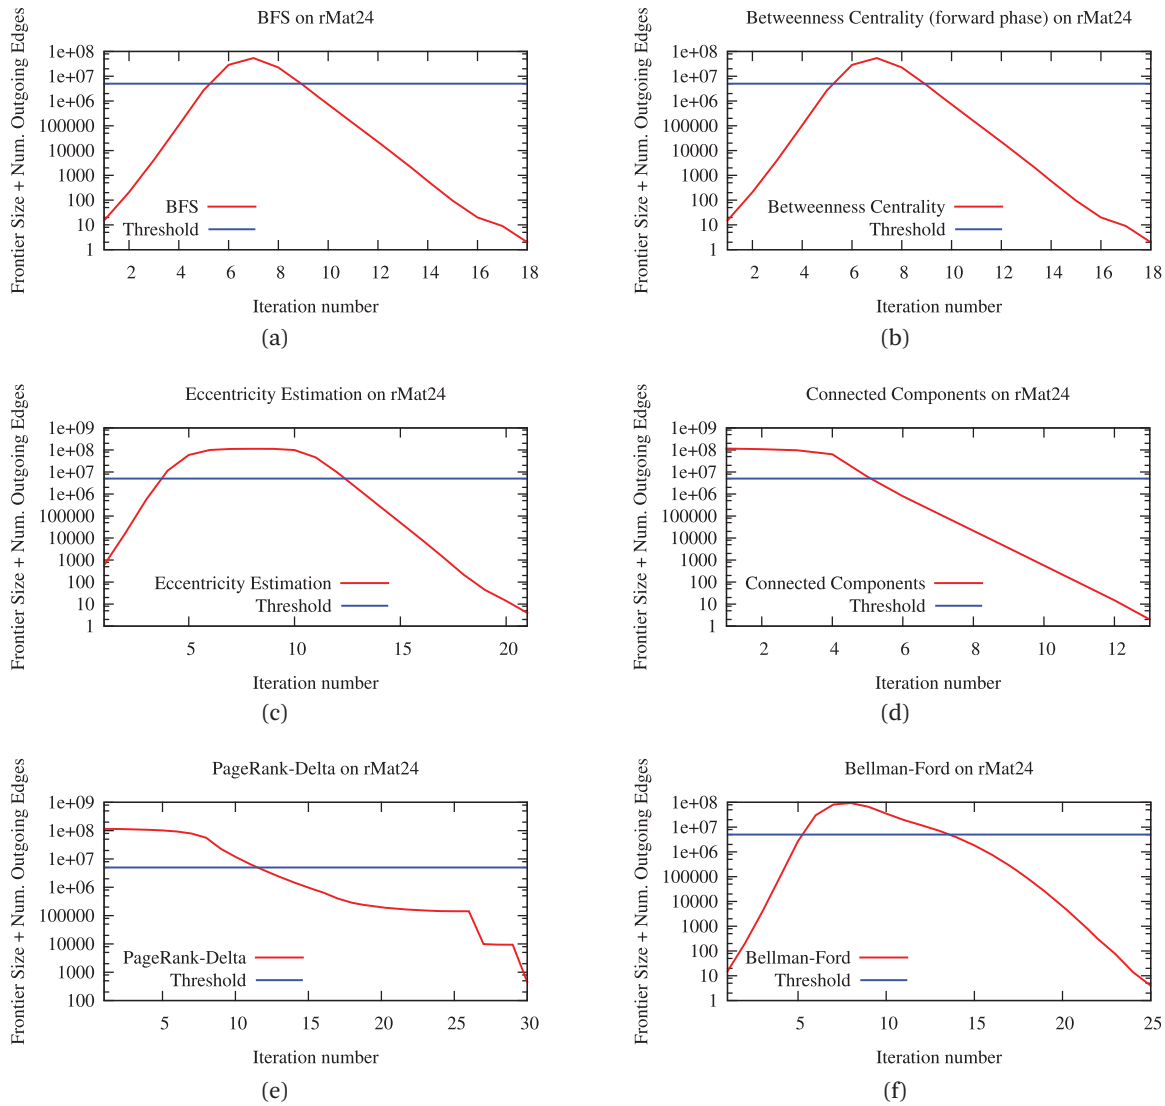 BFS on rMat24
Frontier Size + Num. Outgoing Edges
1e+08
1e+07
1e+06
100000
10000
1000
100
10
1
BFS
Threshold
2 4 6 8 10 12 14 16 18
Iteration number
(a)
Betweenness Centrality (forward phase) on rMat24
Frontier Size + Num. Outgoing Edges
1e+08
1e+07
1e+06
100000
10000
1000
100
10
1
Betweenness Centrality
Threshold
2 4 6 8 10 12 14 16 18
Iteration number
(b)
Eccentricity Estimation on rMat24
Frontier Size + Num. Outgoing Edges
1e+09
1e+08
1e+07
1e+06
100000
10000
1000
100
10
1
Eccentricity Estimation
Threshold
5 10 15 20
Iteration number
(c)
Connected Components on rMat24
Frontier Size + Num. Outgoing Edges
1e+09
1e+08
1e+07
1e+06
100000
10000
1000
100
10
1
Connected Components
Threshold
2 4 6 8 10 12
Iteration number
(d)
PageRank-Delta on rMat24
Frontier Size + Num. Outgoing Edges
1e+09
1e+08
1e+07
1e+06
100000
10000
1000
100
PageRank-Delta
Threshold
5 10 15 20 25 30
Iteration number
(e)
Bellman-Ford on rMat24
Frontier Size + Num. Outgoing Edges
1e+08
1e+07
1e+06
100000
10000
1000
100
10
1
Bellman-Ford
Threshold
5 10 15 20 25
Iteration number
(f)